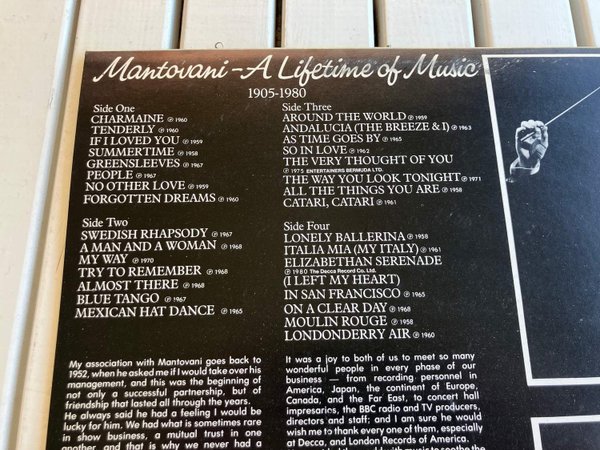 Mantovani - A Lifetime of Music
1905-1980
Side One
CHARMAINE ℗ 1960
TENDERLY ℗ 1960
IF I LOVED YOU ℗ 1959
SUMMERTIME ℗ 1958
GREENSLEEVES ℗ 1967
PEOPLE ℗ 1967
NO OTHER LOVE ℗ 1959
FORGOTTEN DREAMS ℗ 1960
Side Two
SWEDISH RHAPSODY ℗ 1967
A MAN AND A WOMAN ℗ 1968
MY WAY ℗ 1970
TRY TO REMEMBER ℗ 1968
ALMOST THERE ℗ 1968
BLUE TANGO ℗ 1967
MEXICAN HAT DANCE ℗ 1965
Side Three
AROUND THE WORLD ℗ 1959
ANDALUCIA (THE BREEZE & I) ℗ 1963
AS TIME GOES BY ℗ 1965
SO IN LOVE ℗ 1962
THE VERY THOUGHT OF YOU
℗ 1975 ENTERTAINERS BERMUDA LTD.
THE WAY YOU LOOK TONIGHT ℗ 1971
ALL THE THINGS YOU ARE ℗ 1958
CATARI, CATARI ℗ 1961
Side Four
LONELY BALLERINA ℗ 1958
ITALIA MIA (MY ITALY) ℗ 1961
ELIZABETHAN SERENADE
℗ 1980 The Decca Record Co. Ltd.
(I LEFT MY HEART)
IN SAN FRANCISCO ℗ 1965
ON A CLEAR DAY ℗ 1968
MOULIN ROUGE ℗ 1958
LONDONDERRY AIR ℗ 1960
My association with Mantovani goes back to
1952, when he asked me if I would take over his
management, and this was the beginning of
not only a successful partnership, but of
friendship that lasted all through the years.
He always said he had a feeling I would be
lucky for him. We had what is sometimes rare
in show business, a mutual trust in one
another, and that is why we never had a
It was a joy to both of us to meet so many
wonderful people in every phase of our
business — from recording personnel in
America, Japan, the continent of Europe,
Canada, and the Far East, to concert hall
impresarios, the BBC radio and TV producers,
directors and staff; and I am sure he would
wish me to thank every one of them, especially
at Decca, and London Records of America.